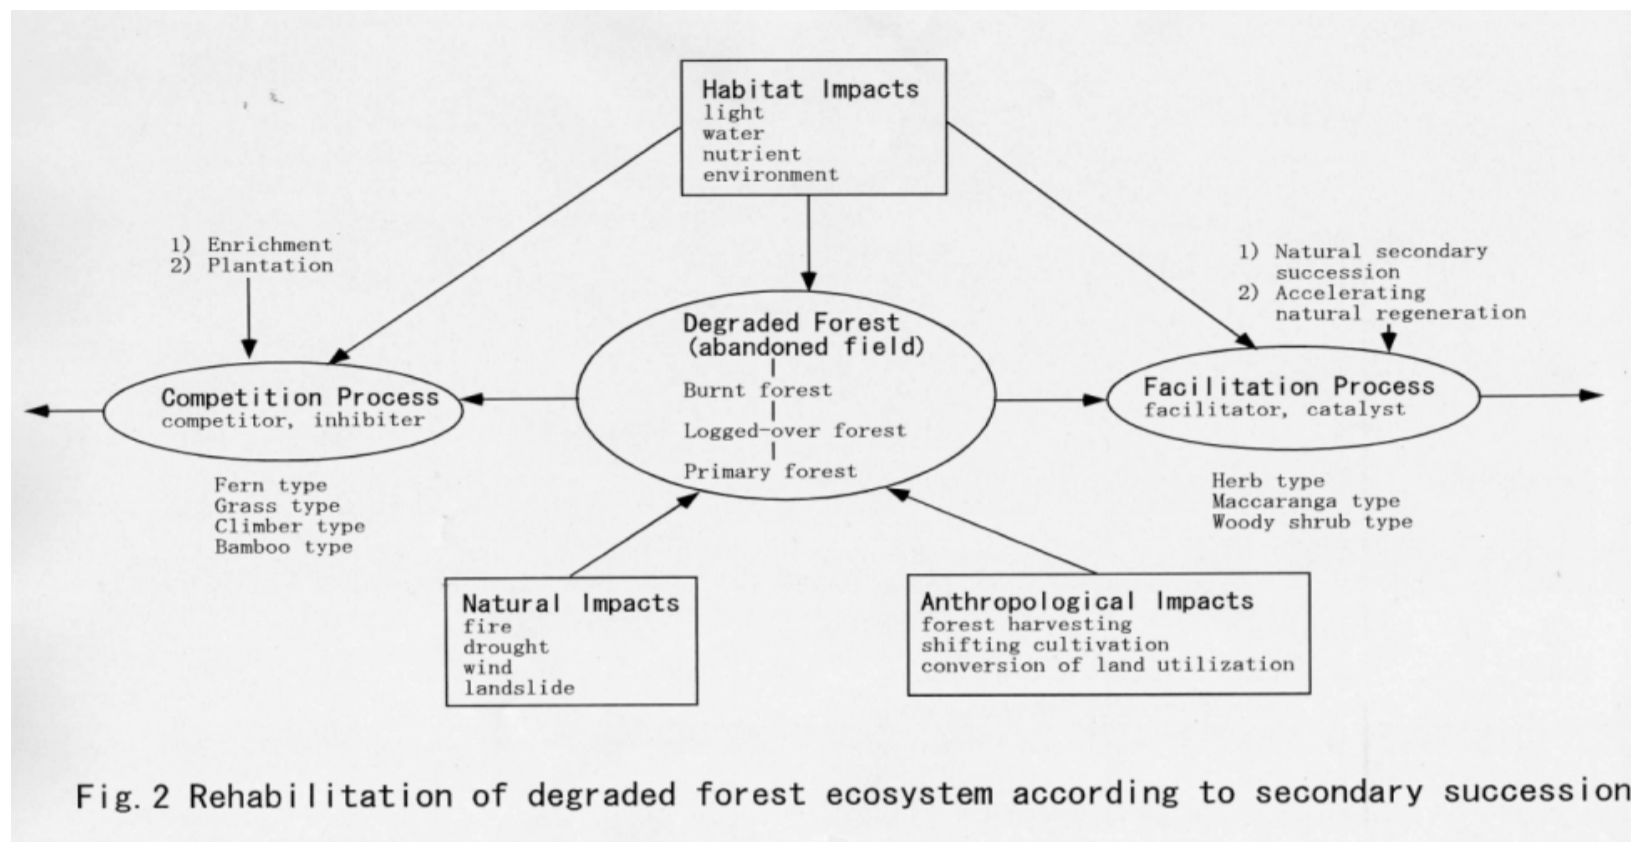 Habitat Impacts
light
water
nutrient
environment
1) Enrichment
2) Plantation
1) Natural secondary
succession
2) Accelerating
natural regeneration
Degraded Forest
(abandoned field)
Burnt forest
Logged-over forest
Primary forest
Competition Process
competitor, inhibiter
Facilitation Process
facilitator, catalyst
Fern type
Grass type
Climber type
Bamboo type
Herb type
Maccaranga type
Woody shrub type
Natural Impacts
fire
drought
wind
landslide
Anthropological Impacts
forest harvesting
shifting cultivation
conversion of land utilization
Fig. 2 Rehabilitation of degraded forest ecosystem according to secondary succession